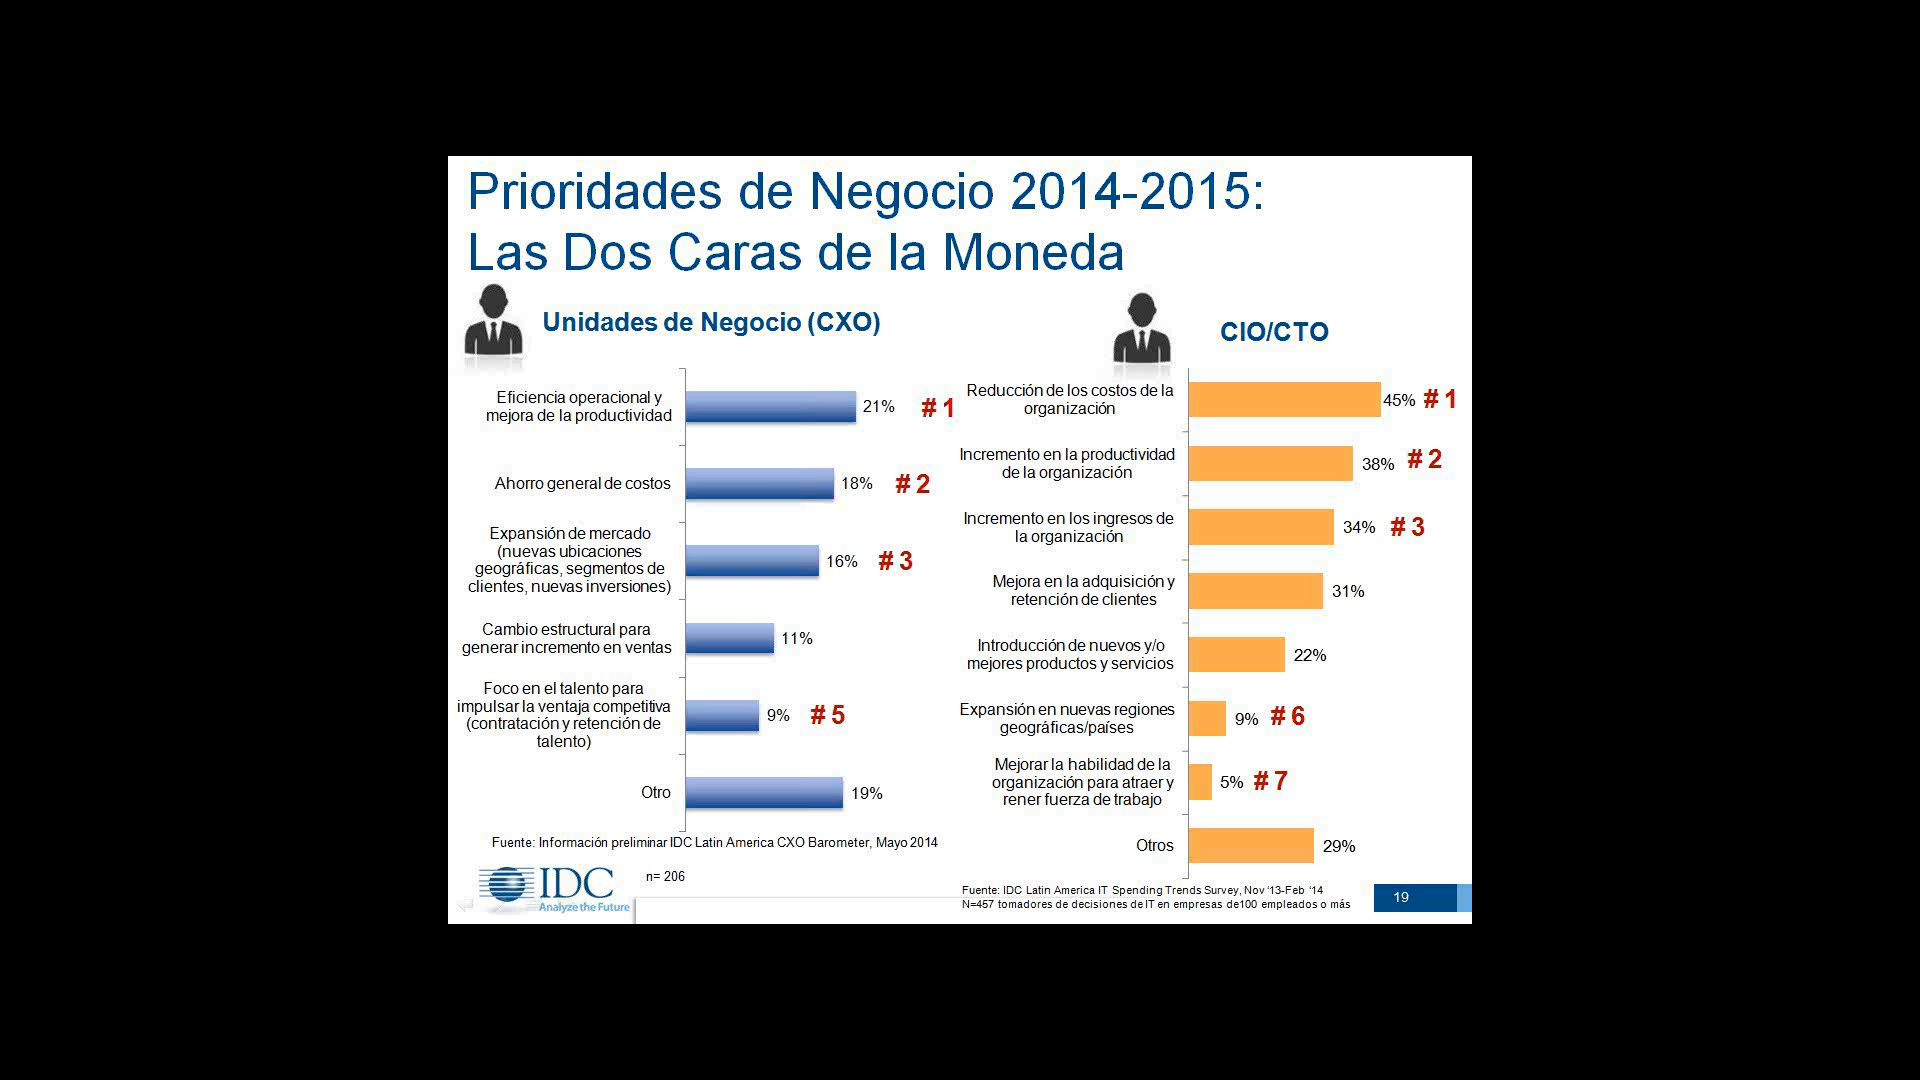 Prioridades de Negocio 2014-2015:
Las Dos Caras de la Moneda
Unidades de Negocio (CXO)
Eficiencia operacional y
mejora de la productividad
21%
# 1
Ahorro general de costos
18%
# 2
Expansión de mercado
(nuevas ubicaciones
geográficas, segmentos de
clientes, nuevas inversiones)
16%
# 3
Cambio estructural para
generar incremento en ventas
11%
Foco en el talento para
impulsar la ventaja competitiva
(contratación y retención de
talento)
9%
# 5
Otro
19%
Fuente: Información preliminar IDC Latin America CXO Barometer, Mayo 2014
n= 206
IDC
Analyze the Future
CIO/CTO
Reducción de los costos de la
organización
45%
# 1
Incremento en la productividad
de la organización
38%
# 2
Incremento en los ingresos de
la organización
34%
# 3
Mejora en la adquisición y
retención de clientes
31%
Introducción de nuevos y/o
mejores productos y servicios
22%
Expansión en nuevas regiones
geográficas/países
9%
# 6
Mejorar la habilidad de la
organización para atraer y
rener fuerza de trabajo
5%
# 7
Otros
29%
Fuente: IDC Latin America IT Spending Trends Survey, Nov '13-Feb '14
N=457 tomadores de decisiones de IT en empresas de100 empleados o más
19